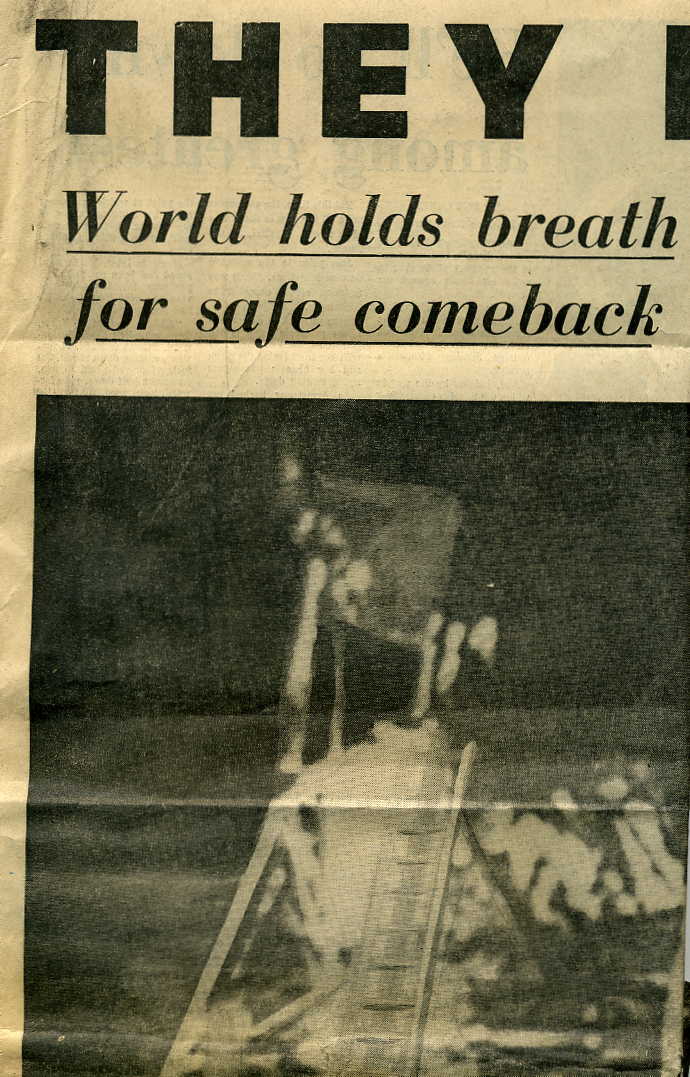 THEY
World holds breath
for safe comeback